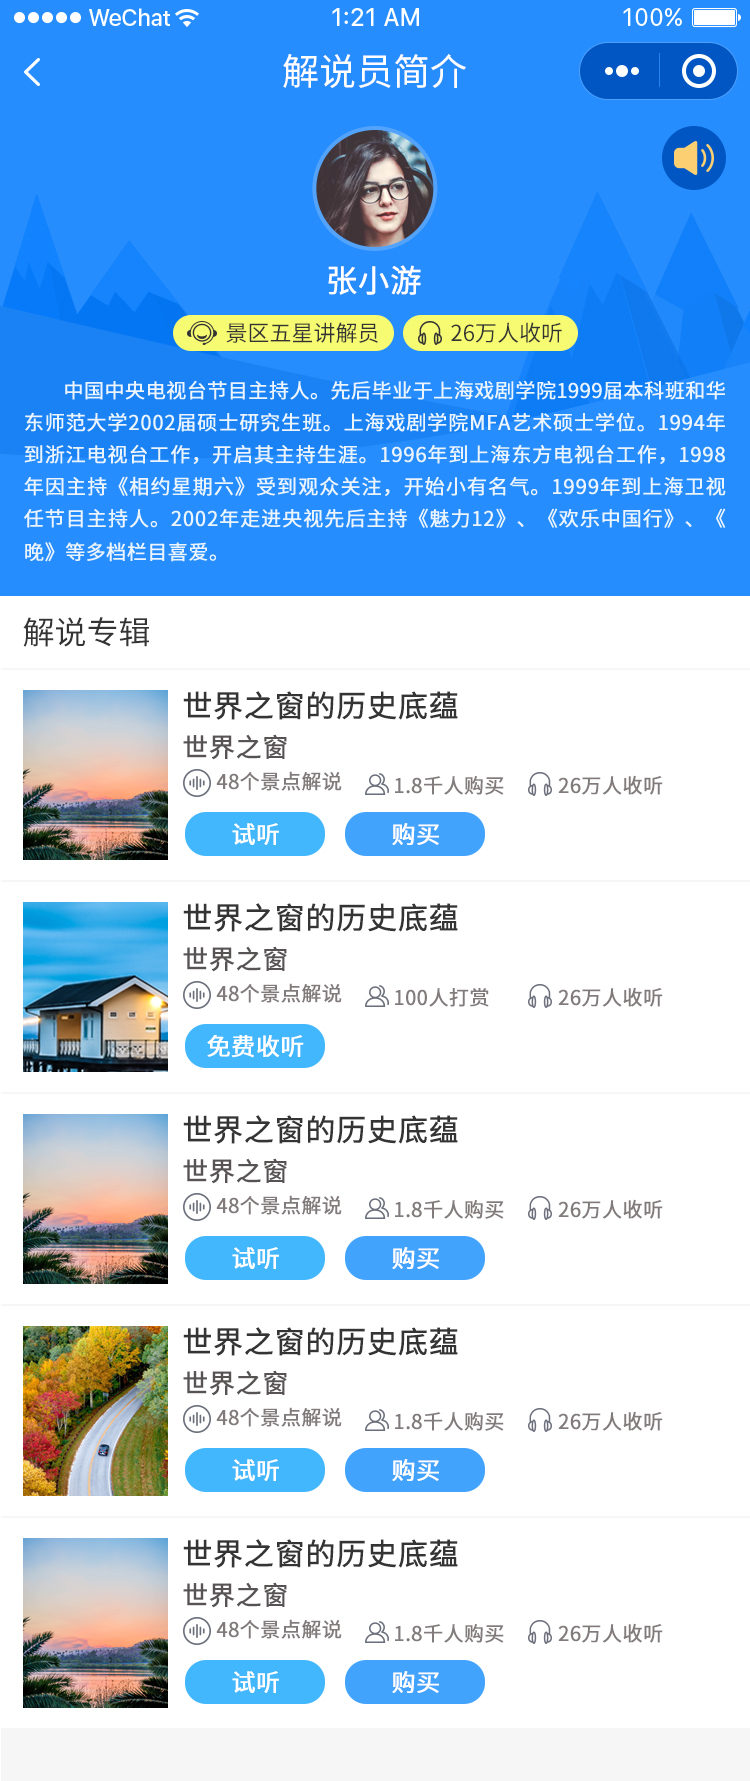 WeChat 1:21 AM 100%
解说员简介
张小游
景区五星讲解员 26万人收听
中国中央电视台节目主持人。先后毕业于上海戏剧学院1999届本科班和华
东师范大学2002届硕士研究生班。上海戏剧学院MFA艺术硕士学位。1994年
到浙江电视台工作，开启其主持生涯。1996年到上海东方电视台工作，1998
年因主持《相约星期六》受到观众关注，开始小有名气。1999年到上海卫视
任节目主持人。2002年走进央视先后主持《魅力12》、《欢乐中国行》、《
晚》等多档栏目喜爱。
解说专辑
世界之窗的历史底蕴
世界之窗
48个景点解说 1.8千人购买 26万人收听
试听 购买
世界之窗的历史底蕴
世界之窗
48个景点解说 100人打赏 26万人收听
免费收听
世界之窗的历史底蕴
世界之窗
48个景点解说 1.8千人购买 26万人收听
试听 购买
世界之窗的历史底蕴
世界之窗
48个景点解说 1.8千人购买 26万人收听
试听 购买
世界之窗的历史底蕴
世界之窗
48个景点解说 1.8千人购买 26万人收听
试听 购买